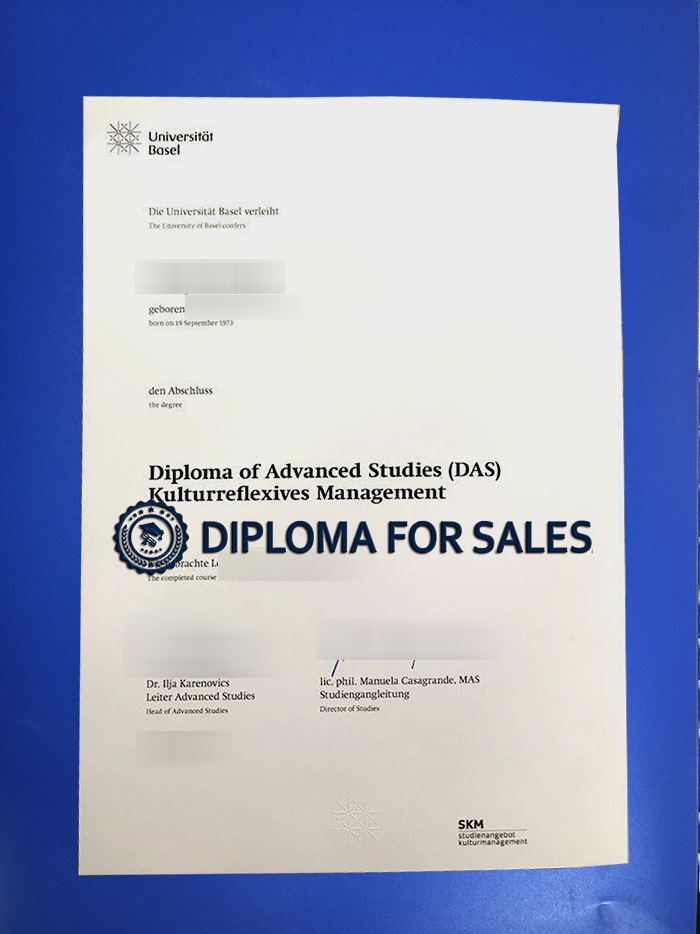 Universität
Basel
Die Universität Basel verleiht
The University of Basel confers
geboren
born on 19 September 1973
den Abschluss
the degree
Diploma of Advanced Studies (DAS)
Kulturreflexives Management
DIPLOMA FOR SALES
The completed course
Dr. Ilja Karenovics
Leiter Advanced Studies
Head of Advanced Studies
lic. phil. Manuela Casagrande, MAS
Studiengangleitung
Director of Studies
SKM
studienangebot
kulturmanagement